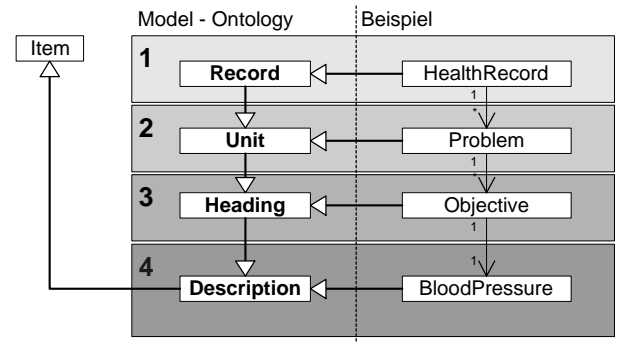 Model - Ontology
Beispiel
Item
1
Record
HealthRecord
1
*
2
Unit
Problem
1
*
3
Heading
Objective
1
1
4
Description
BloodPressure